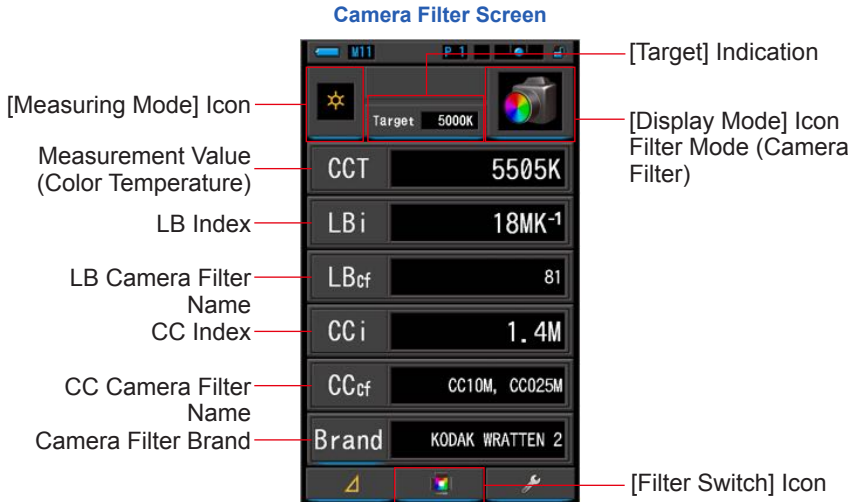 Camera Filter Screen
M11 P 1
[Target] Indication
[Measuring Mode] Icon
Target 5000K
[Display Mode] Icon
Filter Mode (Camera
Filter)
Measurement Value
(Color Temperature)
CCT 5505K
LB Index
LBi 18MK-1
LB Camera Filter
Name
LBcf 81
CC Index
CCi 1.4M
CC Camera Filter
Name
CCcf CC10M, CC025M
Camera Filter Brand
Brand KODAK WRATTEN 2
[Filter Switch] Icon